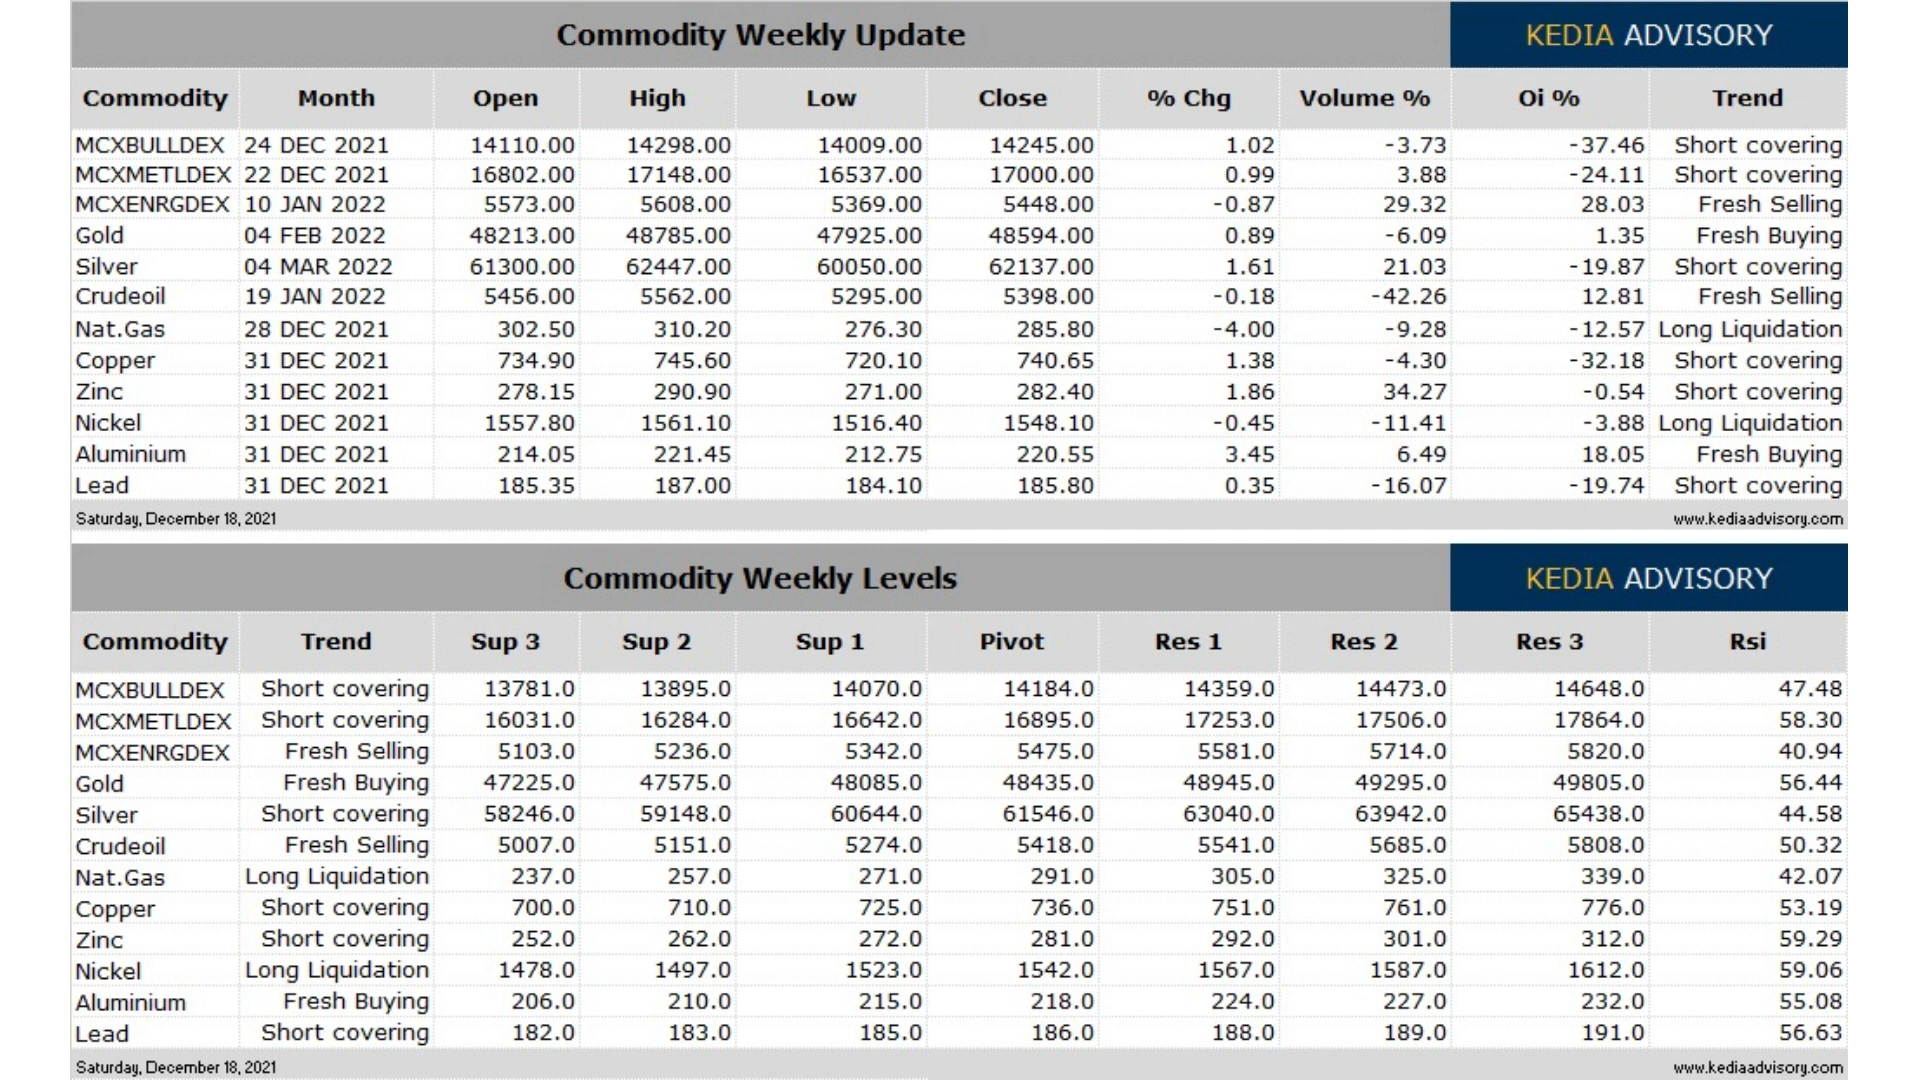 Commodity Weekly Update KEDIA ADVISORY
Commodity Month Open High Low Close % Chg Volume % Oi % Trend
MCXBULLDEX 24 DEC 2021 14110.00 14298.00 14009.00 14245.00 1.02 -3.73 -37.46 Short covering
MCXMETLDEX 22 DEC 2021 16802.00 17148.00 16537.00 17000.00 0.99 3.88 -24.11 Short covering
MCXENRGDEX 10 JAN 2022 5573.00 5608.00 5369.00 5448.00 -0.87 29.32 28.03 Fresh Selling
Gold 04 FEB 2022 48213.00 48785.00 47925.00 48594.00 0.89 -6.09 1.35 Fresh Buying
Silver 04 MAR 2022 61300.00 62447.00 60050.00 62137.00 1.61 21.03 -19.87 Short covering
Crudeoil 19 JAN 2022 5456.00 5562.00 5295.00 5398.00 -0.18 -42.26 12.81 Fresh Selling
Nat.Gas 28 DEC 2021 302.50 310.20 276.30 285.80 -4.00 -9.28 -12.57 Long Liquidation
Copper 31 DEC 2021 734.90 745.60 720.10 740.65 1.38 -4.30 -32.18 Short covering
Zinc 31 DEC 2021 278.15 290.90 271.00 282.40 1.86 34.27 -0.54 Short covering
Nickel 31 DEC 2021 1557.80 1561.10 1516.40 1548.10 -0.45 -11.41 -3.88 Long Liquidation
Aluminium 31 DEC 2021 214.05 221.45 212.75 220.55 3.45 6.49 18.05 Fresh Buying
Lead 31 DEC 2021 185.35 187.00 184.10 185.80 0.35 -16.07 -19.74 Short covering
Saturday, December 18, 2021 www.kediaadvisory.com
Commodity Weekly Levels KEDIA ADVISORY
Commodity Trend Sup 3 Sup 2 Sup 1 Pivot Res 1 Res 2 Res 3 Rsi
MCXBULLDEX Short covering 13781.0 13895.0 14070.0 14184.0 14359.0 14473.0 14648.0 47.48
MCXMETLDEX Short covering 16031.0 16284.0 16642.0 16895.0 17253.0 17506.0 17864.0 58.30
MCXENRGDEX Fresh Selling 5103.0 5236.0 5342.0 5475.0 5581.0 5714.0 5820.0 40.94
Gold Fresh Buying 47225.0 47575.0 48085.0 48435.0 48945.0 49295.0 49805.0 56.44
Silver Short covering 58246.0 59148.0 60644.0 61546.0 63040.0 63942.0 65438.0 44.58
Crudeoil Fresh Selling 5007.0 5151.0 5274.0 5418.0 5541.0 5685.0 5808.0 50.32
Nat.Gas Long Liquidation 237.0 257.0 271.0 291.0 305.0 325.0 339.0 42.07
Copper Short covering 700.0 710.0 725.0 736.0 751.0 761.0 776.0 53.19
Zinc Short covering 252.0 262.0 272.0 281.0 292.0 301.0 312.0 59.29
Nickel Long Liquidation 1478.0 1497.0 1523.0 1542.0 1567.0 1587.0 1612.0 59.06
Aluminium Fresh Buying 206.0 210.0 215.0 218.0 224.0 227.0 232.0 55.08
Lead Short covering 182.0 183.0 185.0 186.0 188.0 189.0 191.0 56.63
Saturday, December 18, 2021 www.kediaadvisory.com